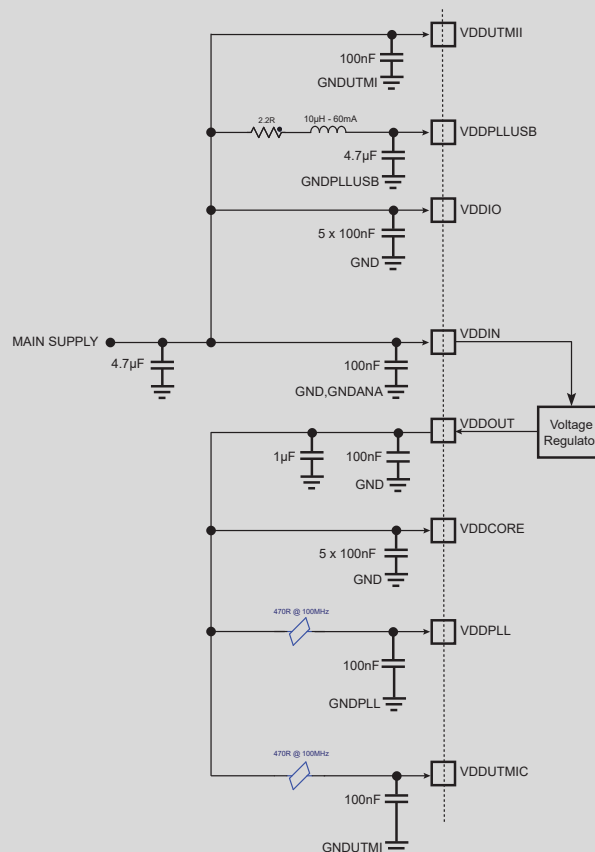 VDDUTMII
100nF
GNDUTMI
2.2R
10µH - 60mA
VDDPLLUSB
4.7µF
GNDPLLUSB
VDDIO
5 x 100nF
GND
MAIN SUPPLY
VDDIN
4.7µF
100nF
GND,GNDANA
VDDOUT
Voltage
Regulator
1µF
100nF
GND
VDDCORE
5 x 100nF
GND
470R @ 100MHz
VDDPLL
100nF
GNDPLL
470R @ 100MHz
VDDUTMIC
100nF
GNDUTMI